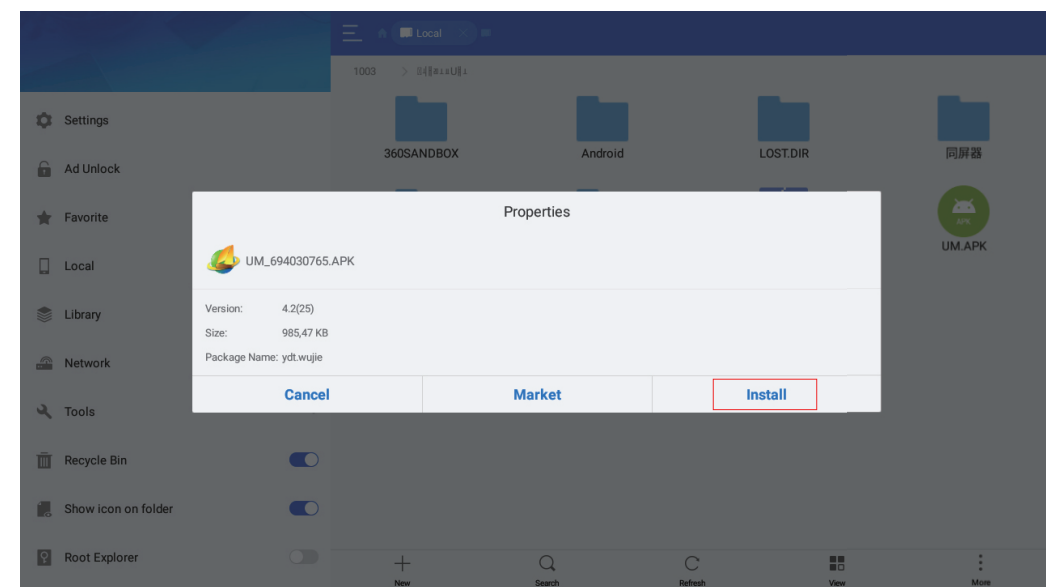 Local
1003 >
Settings
Ad Unlock
Favorite
Local
Library
Network
Tools
Recycle Bin
Show icon on folder
Root Explorer
360SANDBOX
Android
LOST.DIR
同屏器
APK
UM.APK
Properties
UM_694030765.APK
Version: 4.2(25)
Size: 985,47 KB
Package Name: ydt.wujie
Cancel
Market
Install
New
Search
Refresh
View
More